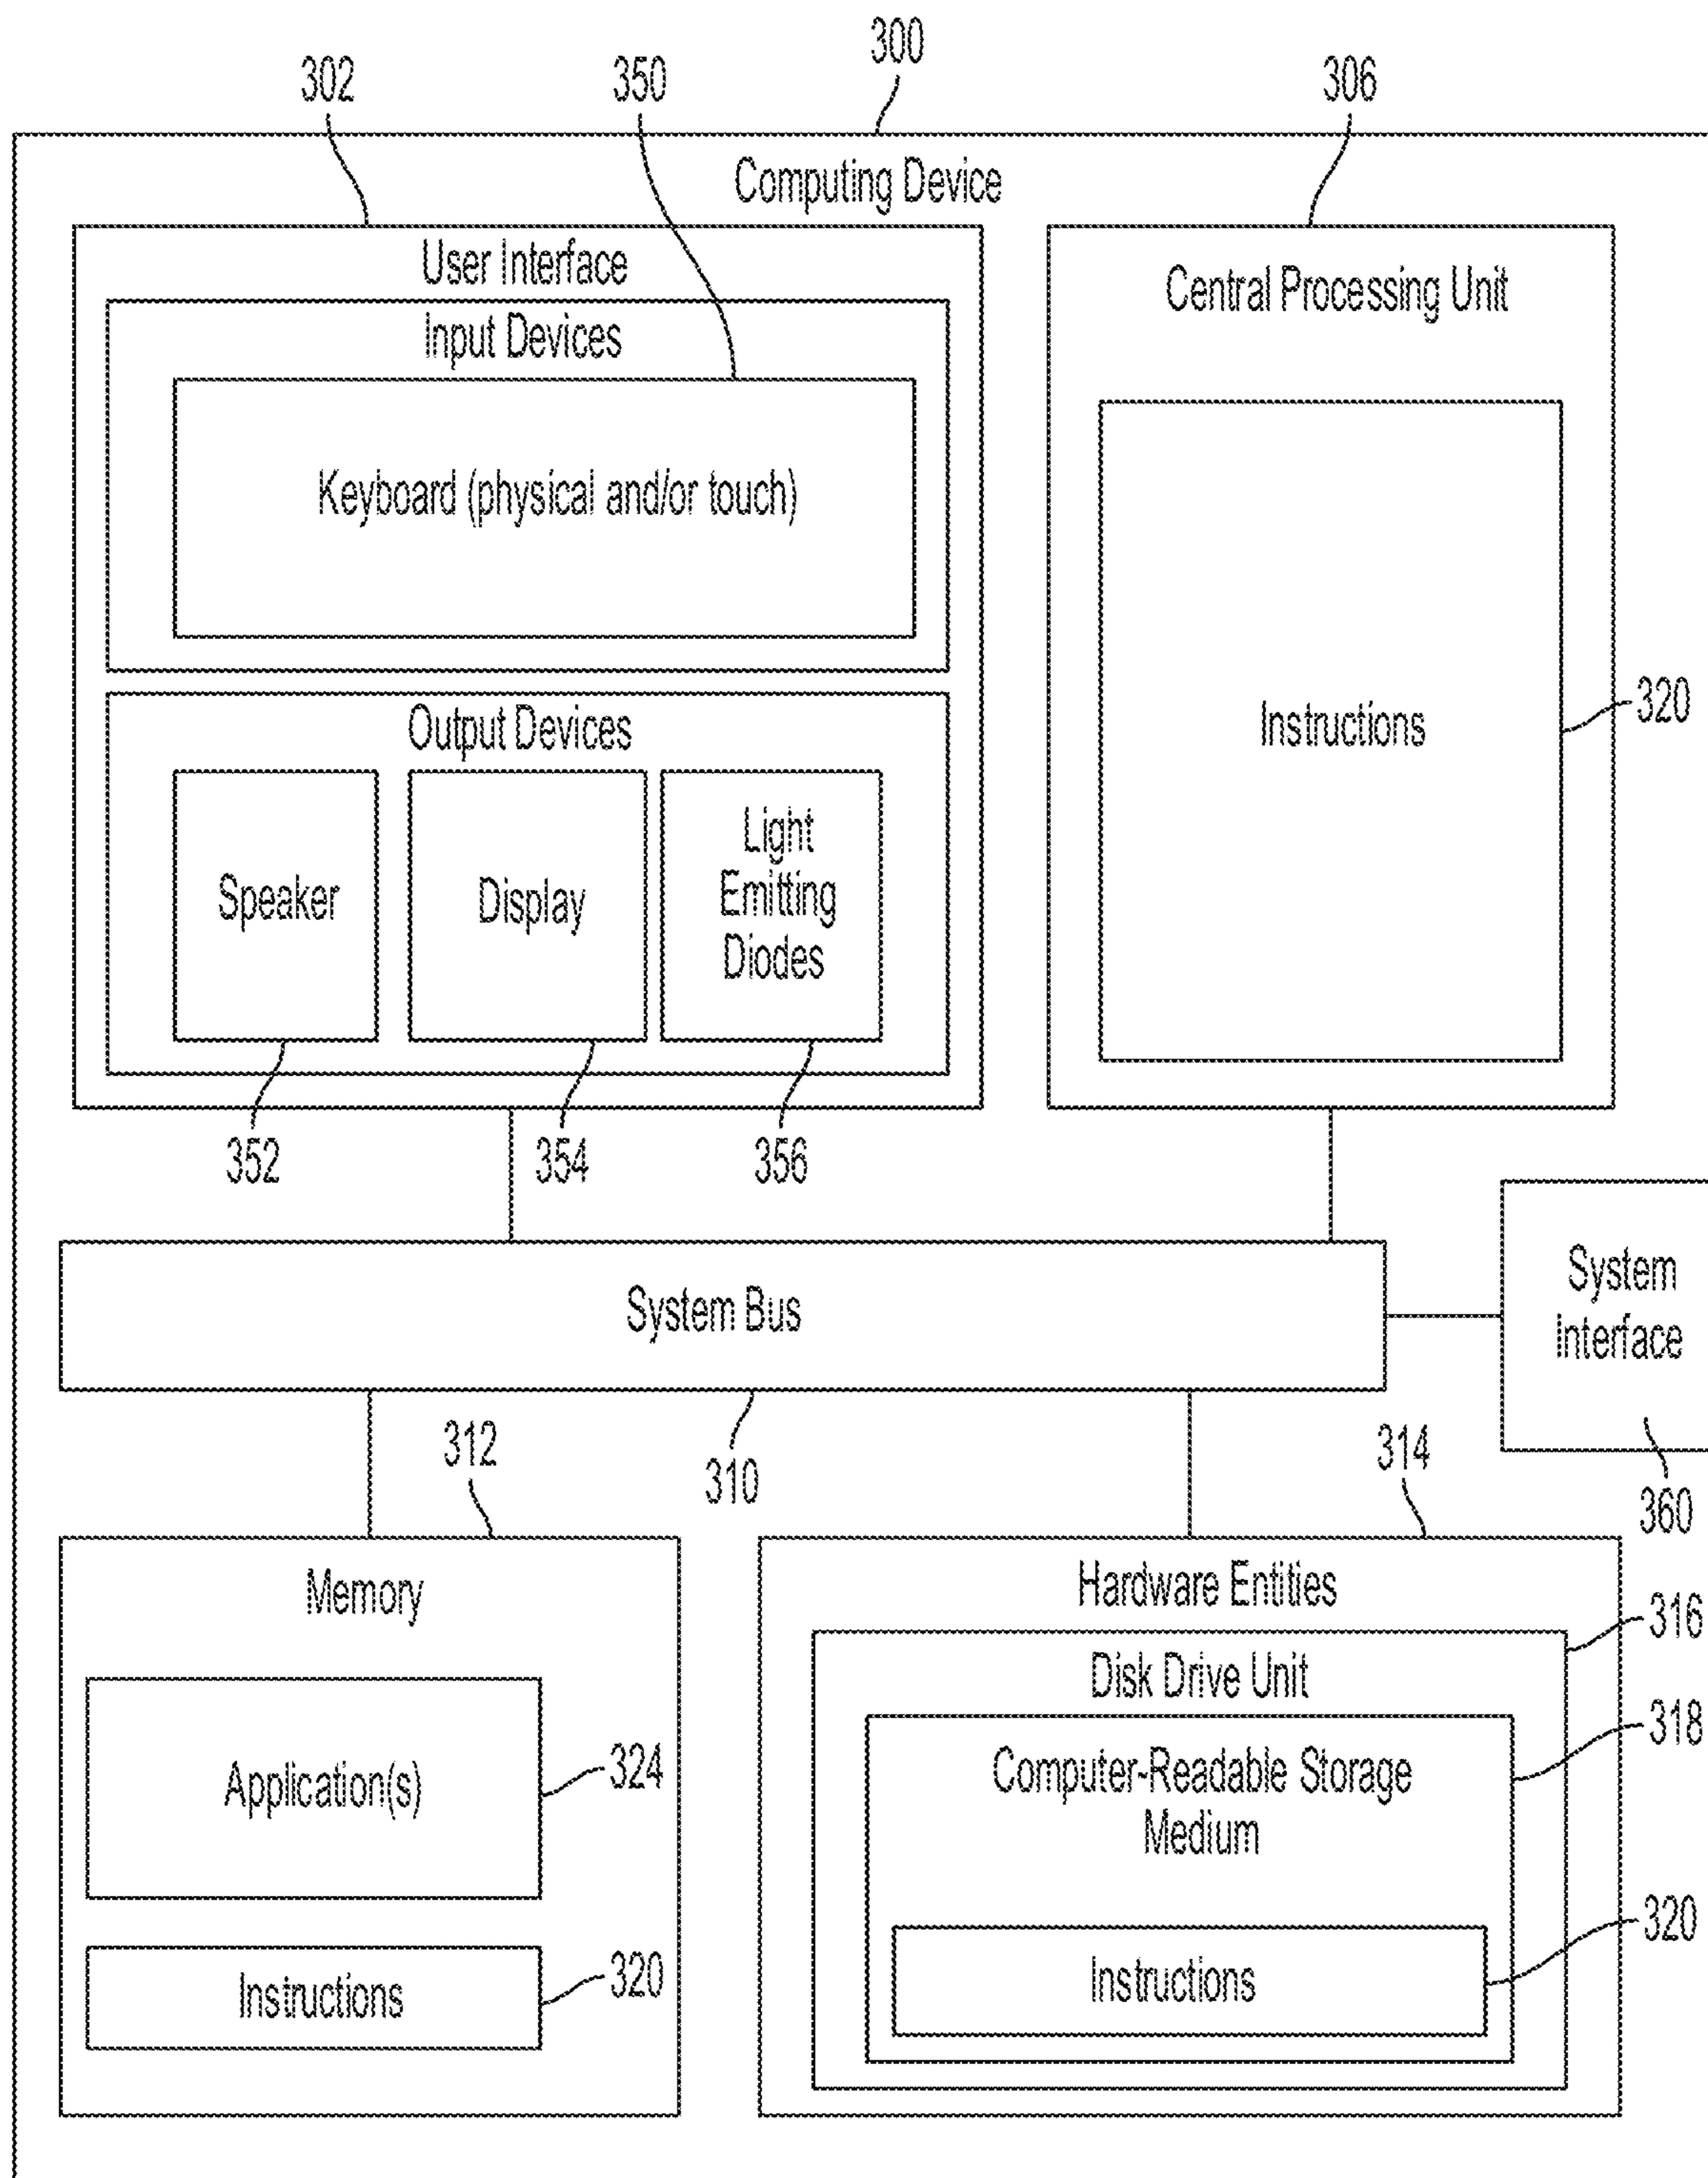 300
302
350
306
Computing Device
User Interface
Input Devices
Keyboard (physical and/or touch)
Central Processing Unit
Instructions
320
Output Devices
Speaker
Display
Light
Emitting
Diodes
352
354
356
System Bus
System
Interface
312
310
314
360
Memory
Application(s)
324
Instructions
320
Hardware Entities
316
Disk Drive Unit
318
Computer-Readable Storage
Medium
320
Instructions